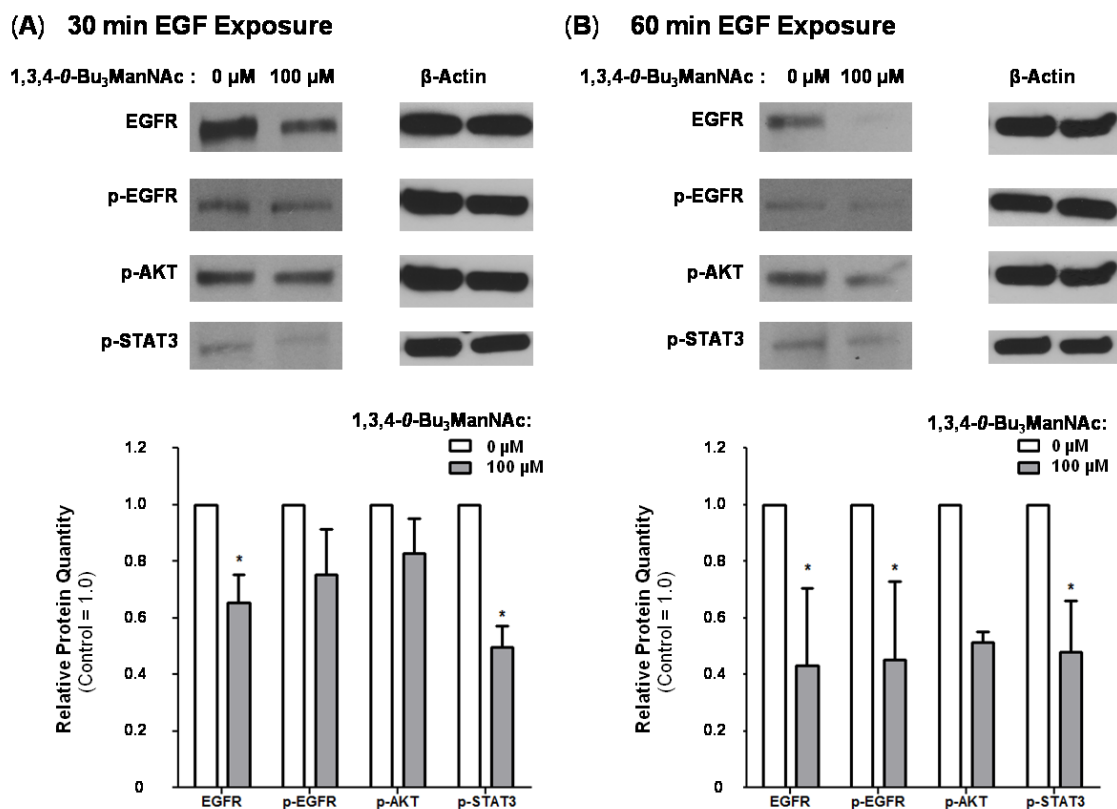 (A) 30 min EGF Exposure
1,3,4-O-Bu₃ManNAc : 0 µM 100 µM β-Actin
EGFR
p-EGFR
p-AKT
p-STAT3
1,3,4-O-Bu₃ManNAc:
0 µM
100 µM
Relative Protein Quantity
(Control = 1.0)
1.2
1.0
0.8
0.6
0.4
0.2
0
* *
EGFR p-EGFR p-AKT p-STAT3
(B) 60 min EGF Exposure
1,3,4-O-Bu₃ManNAc : 0 µM 100 µM β-Actin
EGFR
p-EGFR
p-AKT
p-STAT3
1,3,4-O-Bu₃ManNAc:
0 µM
100 µM
Relative Protein Quantity
(Control = 1.0)
1.2
1.0
0.8
0.6
0.4
0.2
0
* * *
EGFR p-EGFR p-AKT p-STAT3